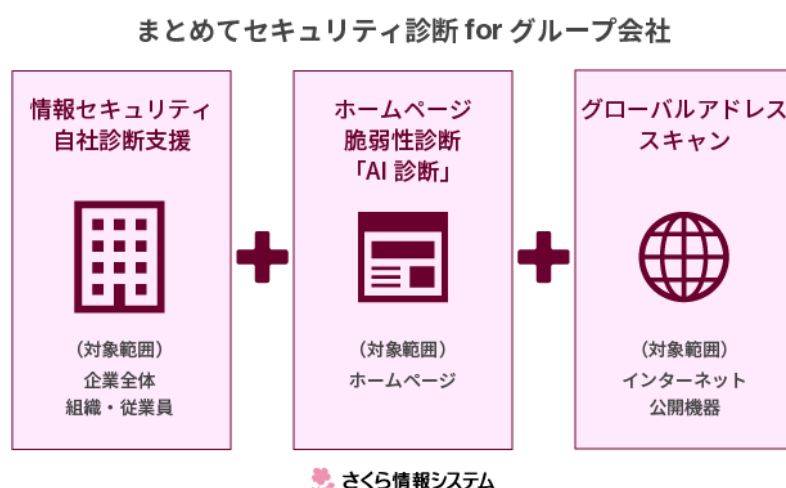 まとめてセキュリティ診断 for グループ会社
情報セキュリティ
自社診断支援
(対象範囲)
企業全体
組織・従業員
ホームページ
脆弱性診断
「AI 診断」
(対象範囲)
ホームページ
グローバルアドレス
スキャン
(対象範囲)
インターネット
公開機器
さくら情報システム